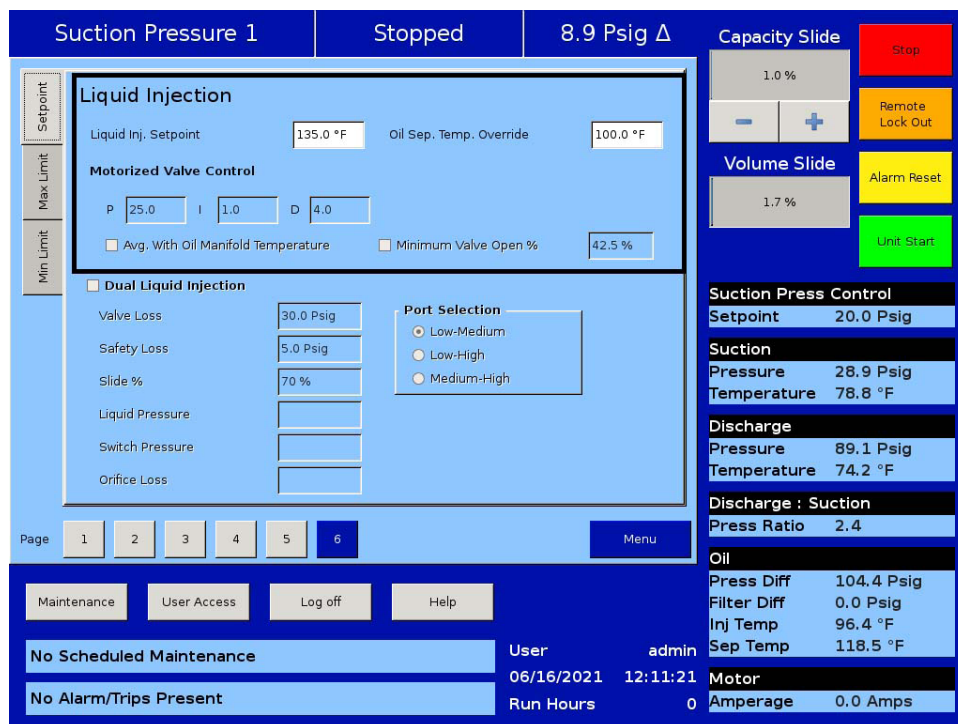 Suction Pressure 1 Stopped 8.9 Psig Δ
Capacity Slide
1.0 %
Stop
Remote
Lock Out
Volume Slide
1.7 %
Alarm Reset
Unit Start
Setpoint
Max Limit
Min Limit
Liquid Injection
Liquid Inj. Setpoint 135.0 °F Oil Sep. Temp. Override 100.0 °F
Motorized Valve Control
P 25.0 I 1.0 D 4.0
Avg. With Oil Manifold Temperature Minimum Valve Open % 42.5 %
Dual Liquid Injection
Valve Loss 30.0 Psig
Safety Loss 5.0 Psig
Slide % 70 %
Liquid Pressure
Switch Pressure
Orifice Loss
Port Selection
Low-Medium
Low-High
Medium-High
Page 1 2 3 4 5 6 Menu
Maintenance User Access Log off Help
No Scheduled Maintenance
No Alarm/Trips Present
User admin
06/16/2021 12:11:21
Run Hours 0
Suction Press Control
Setpoint 20.0 Psig
Suction
Pressure 28.9 Psig
Temperature 78.8 °F
Discharge
Pressure 89.1 Psig
Temperature 74.2 °F
Discharge : Suction
Press Ratio 2.4
Oil
Press Diff 104.4 Psig
Filter Diff 0.0 Psig
Inj Temp 96.4 °F
Sep Temp 118.5 °F
Motor
Amperage 0.0 Amps